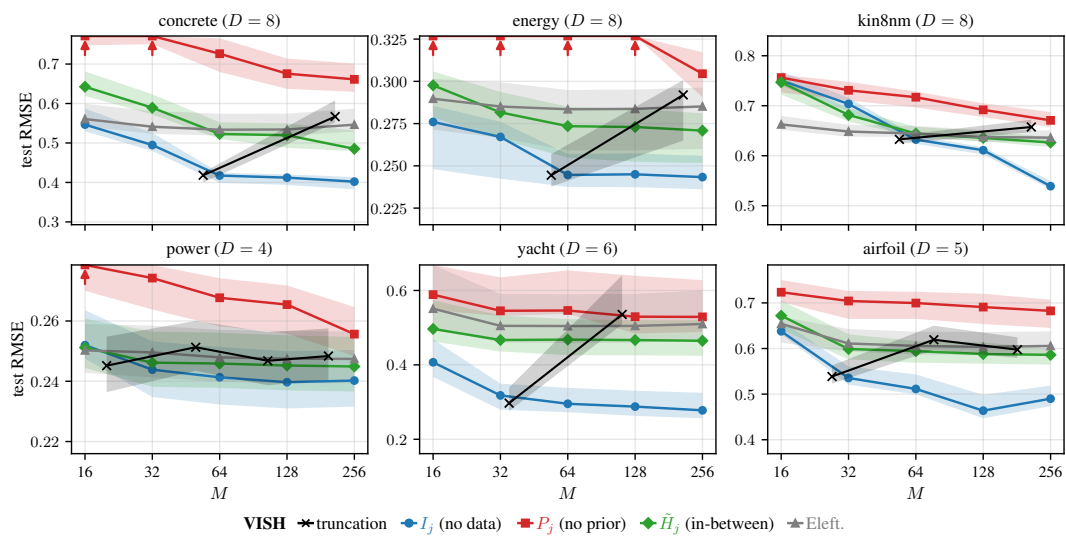 concrete (D = 8)
energy (D = 8)
kin8nm (D = 8)
test RMSE
0.7
0.6
0.5
0.4
0.3
0.325
0.300
0.275
0.250
0.225
0.8
0.7
0.6
0.5
power (D = 4)
yacht (D = 6)
airfoil (D = 5)
test RMSE
0.26
0.24
0.22
0.6
0.4
0.2
0.7
0.6
0.5
0.4
16 32 64 128 256
16 32 64 128 256
16 32 64 128 256
M
M
M
VISH truncation I_j (no data) P_j (no prior) H̃_j (in-between) Eleft.